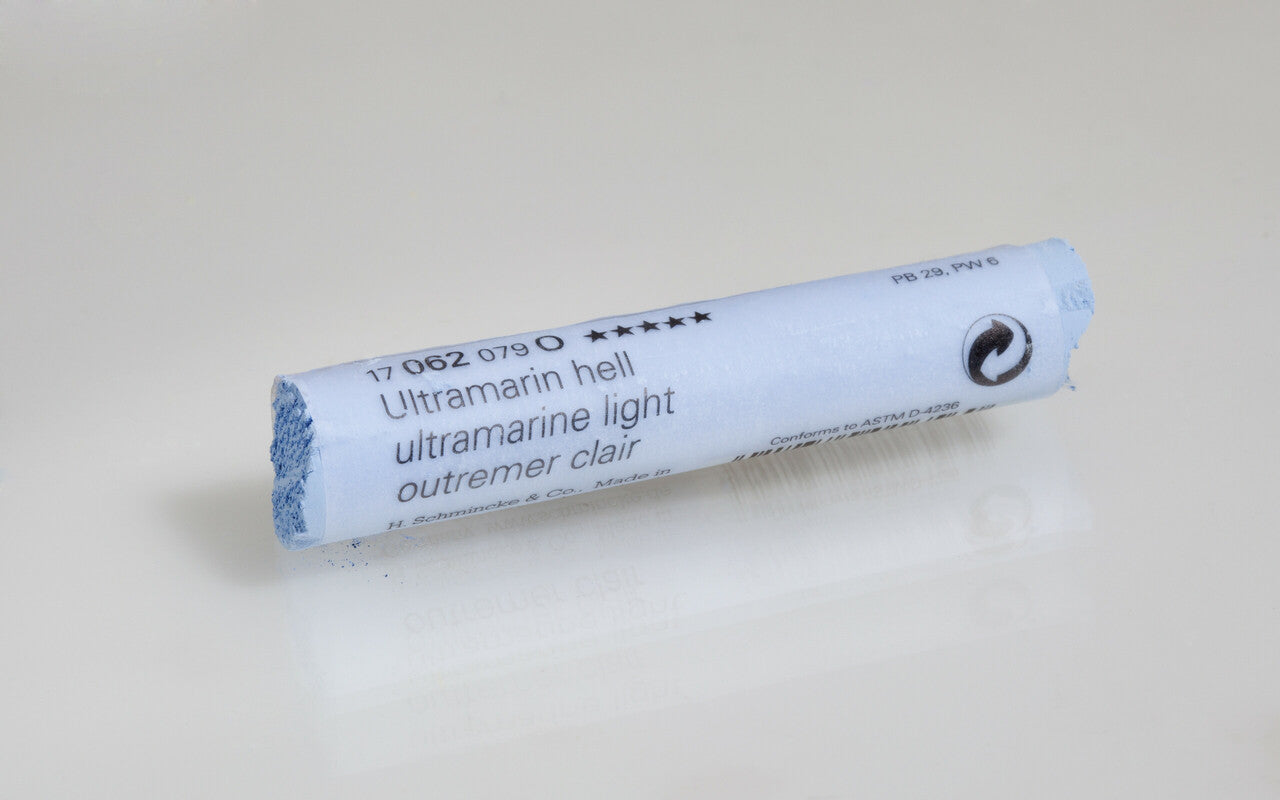 17 062 079 O ★★★★★
Ultramarin hell
ultramarine light
outremer clair
H. Schmincke & Co., Made in
PB 29, PW 6
Conforms to ASTM D-4236